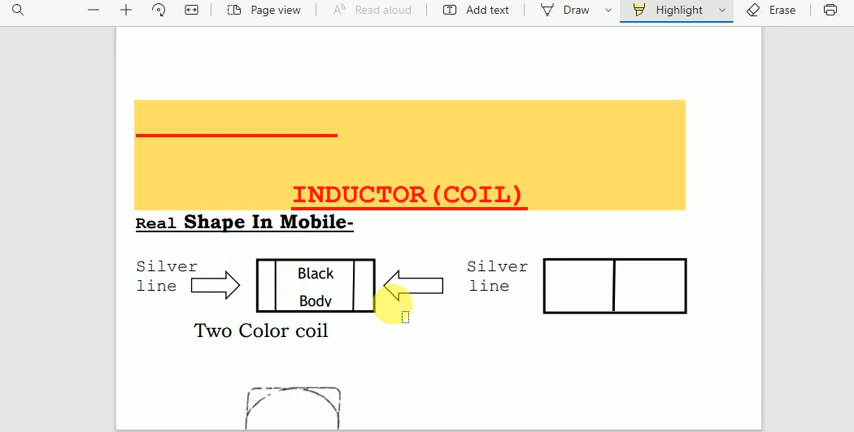 Page view Read aloud Add text Draw Highlight Erase
INDUCTOR(COIL)
Real Shape In Mobile-
Silver line
Black Body
Silver line
Two Color coil